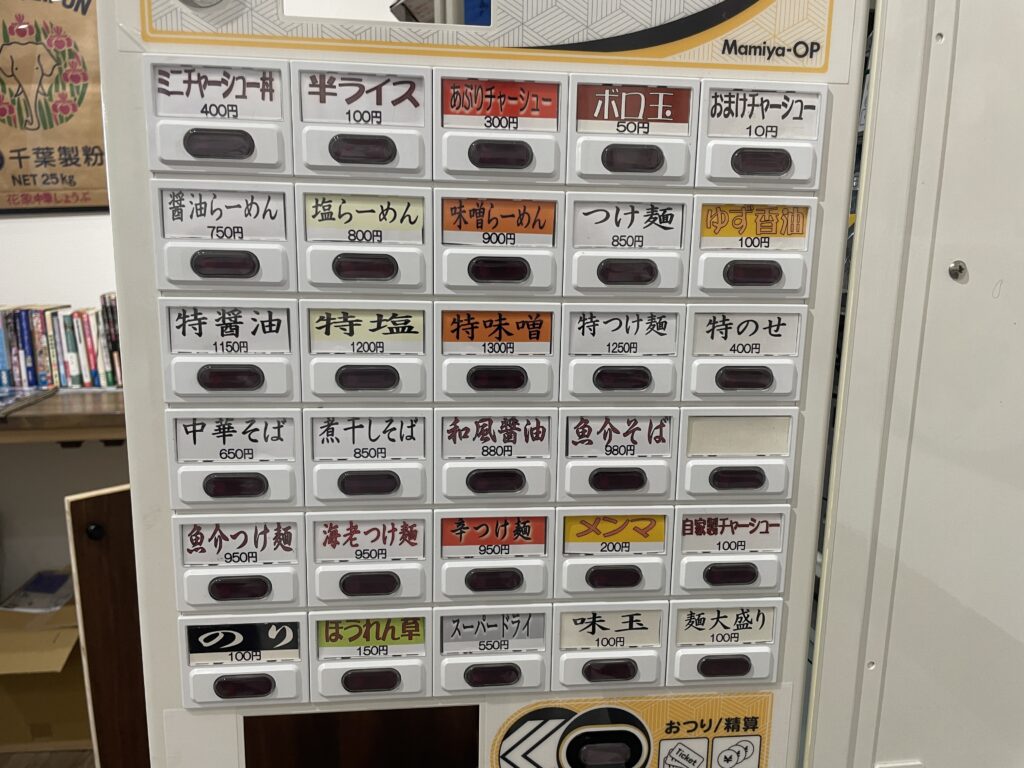 Mamiya-OP
千葉製粉
NET 25kg
ミニチャーシュー丼
400円
半ライス
100円
あぶりチャーシュー
300円
ボロ玉
50円
おまけチャーシュー
10円
醤油らーめん
750円
塩らーめん
800円
味噌らーめん
900円
つけ麺
850円
ゆず香油
100円
特醤油
1150円
特塩
1200円
特味噌
1300円
特つけ麺
1250円
特のせ
400円
中華そば
650円
煮干しそば
850円
和風醤油
880円
魚介そば
980円
魚介つけ麺
950円
海老つけ麺
950円
辛つけ麺
950円
メンマ
200円
自家製チャーシュー
100円
のり
100円
ほうれん草
150円
スーパードライ
550円
味玉
100円
麺大盛り
100円
おつり/精算
Ticket